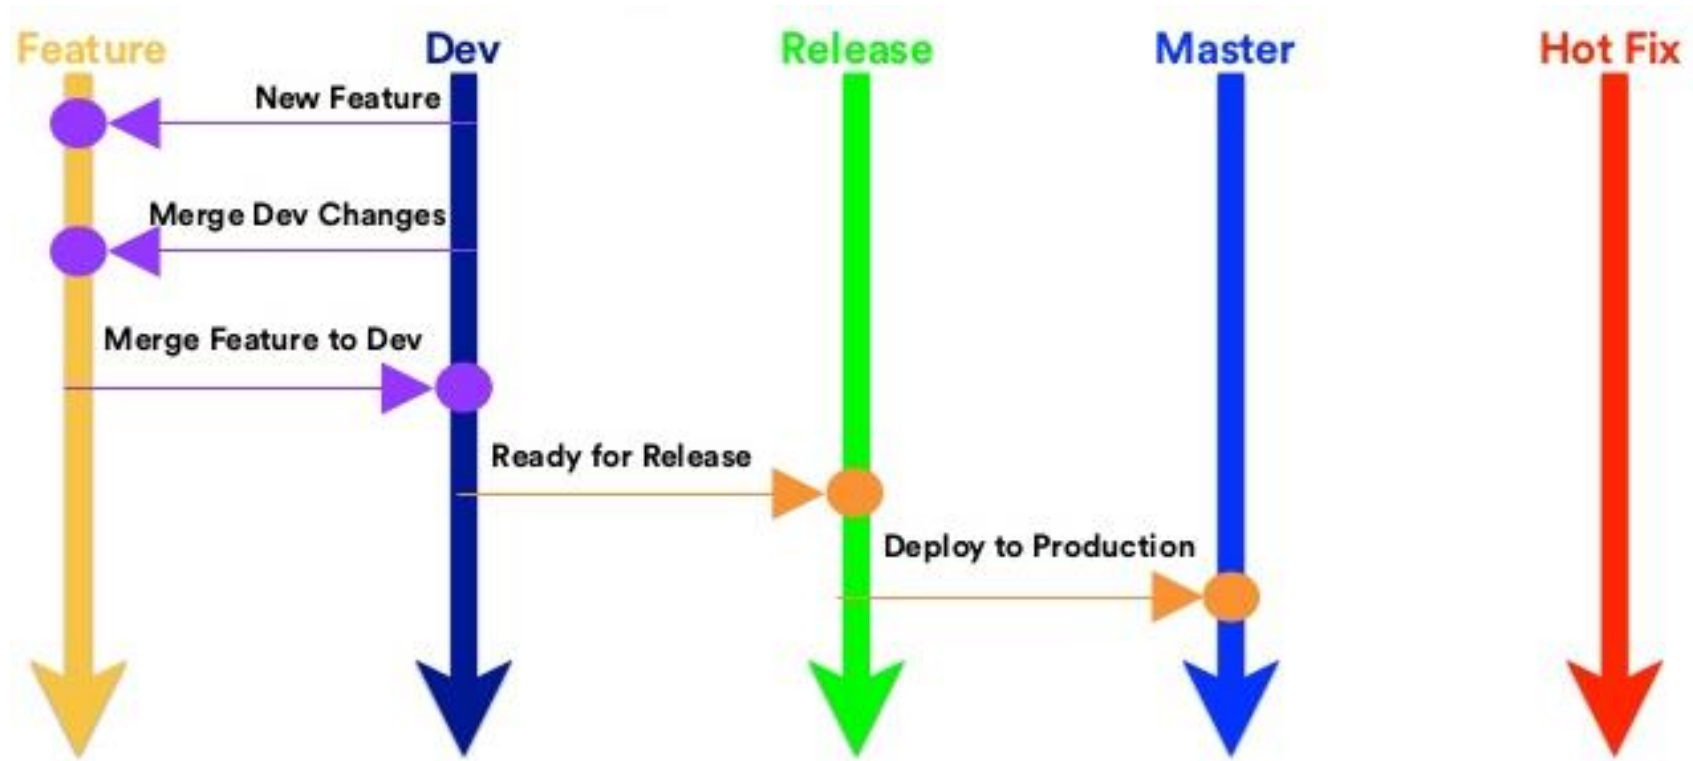 Feature
Dev
Release
Master
Hot Fix
New Feature
Merge Dev Changes
Merge Feature to Dev
Ready for Release
Deploy to Production